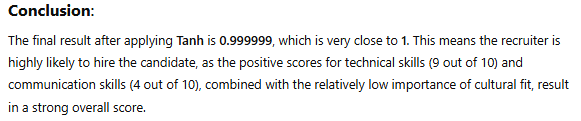 Conclusion:
The final result after applying Tanh is 0.999999, which is very close to 1. This means the recruiter is
highly likely to hire the candidate, as the positive scores for technical skills (9 out of 10) and
communication skills (4 out of 10), combined with the relatively low importance of cultural fit, result
in a strong overall score.